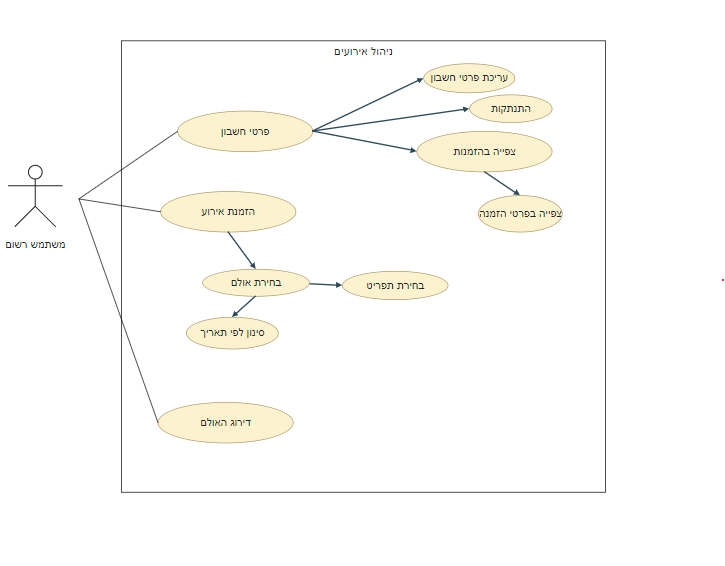 ניהול אירועים
עריכת פרטי חשבון
התנתקות
פרטי חשבון
צפייה בהזמנות
הזמנת אירוע
צפייה בפרטי הזמנה
משתמש רשום
בחירת אולם
בחירת תפריט
סינון לפי תאריך
דירוג האולם